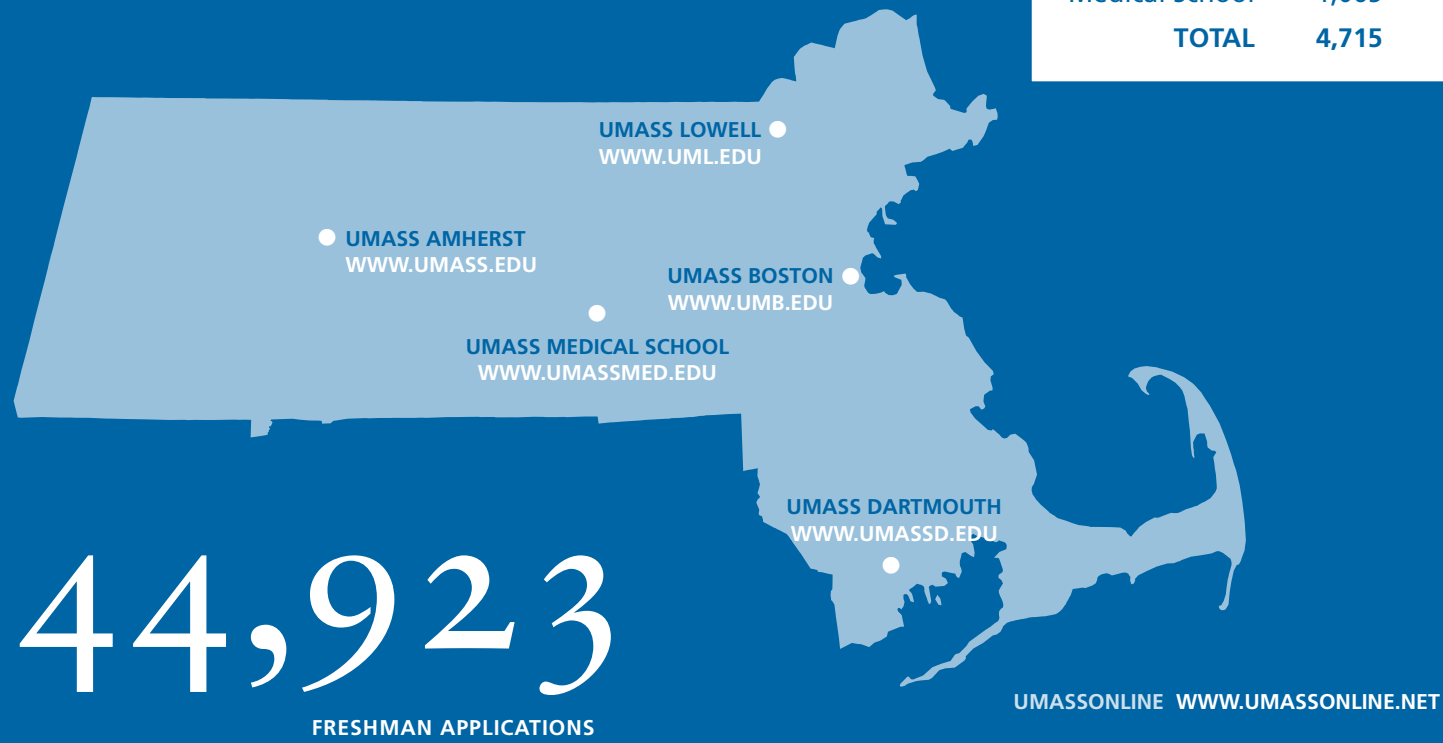 TOTAL 4,715
UMASS LOWELL
WWW.UML.EDU
UMASS AMHERST
WWW.UMASS.EDU
UMASS BOSTON
WWW.UMB.EDU
UMASS MEDICAL SCHOOL
WWW.UMASSMED.EDU
UMASS DARTMOUTH
WWW.UMASSD.EDU
44,923
FRESHMAN APPLICATIONS
UMASSONLINE WWW.UMASSONLINE.NET